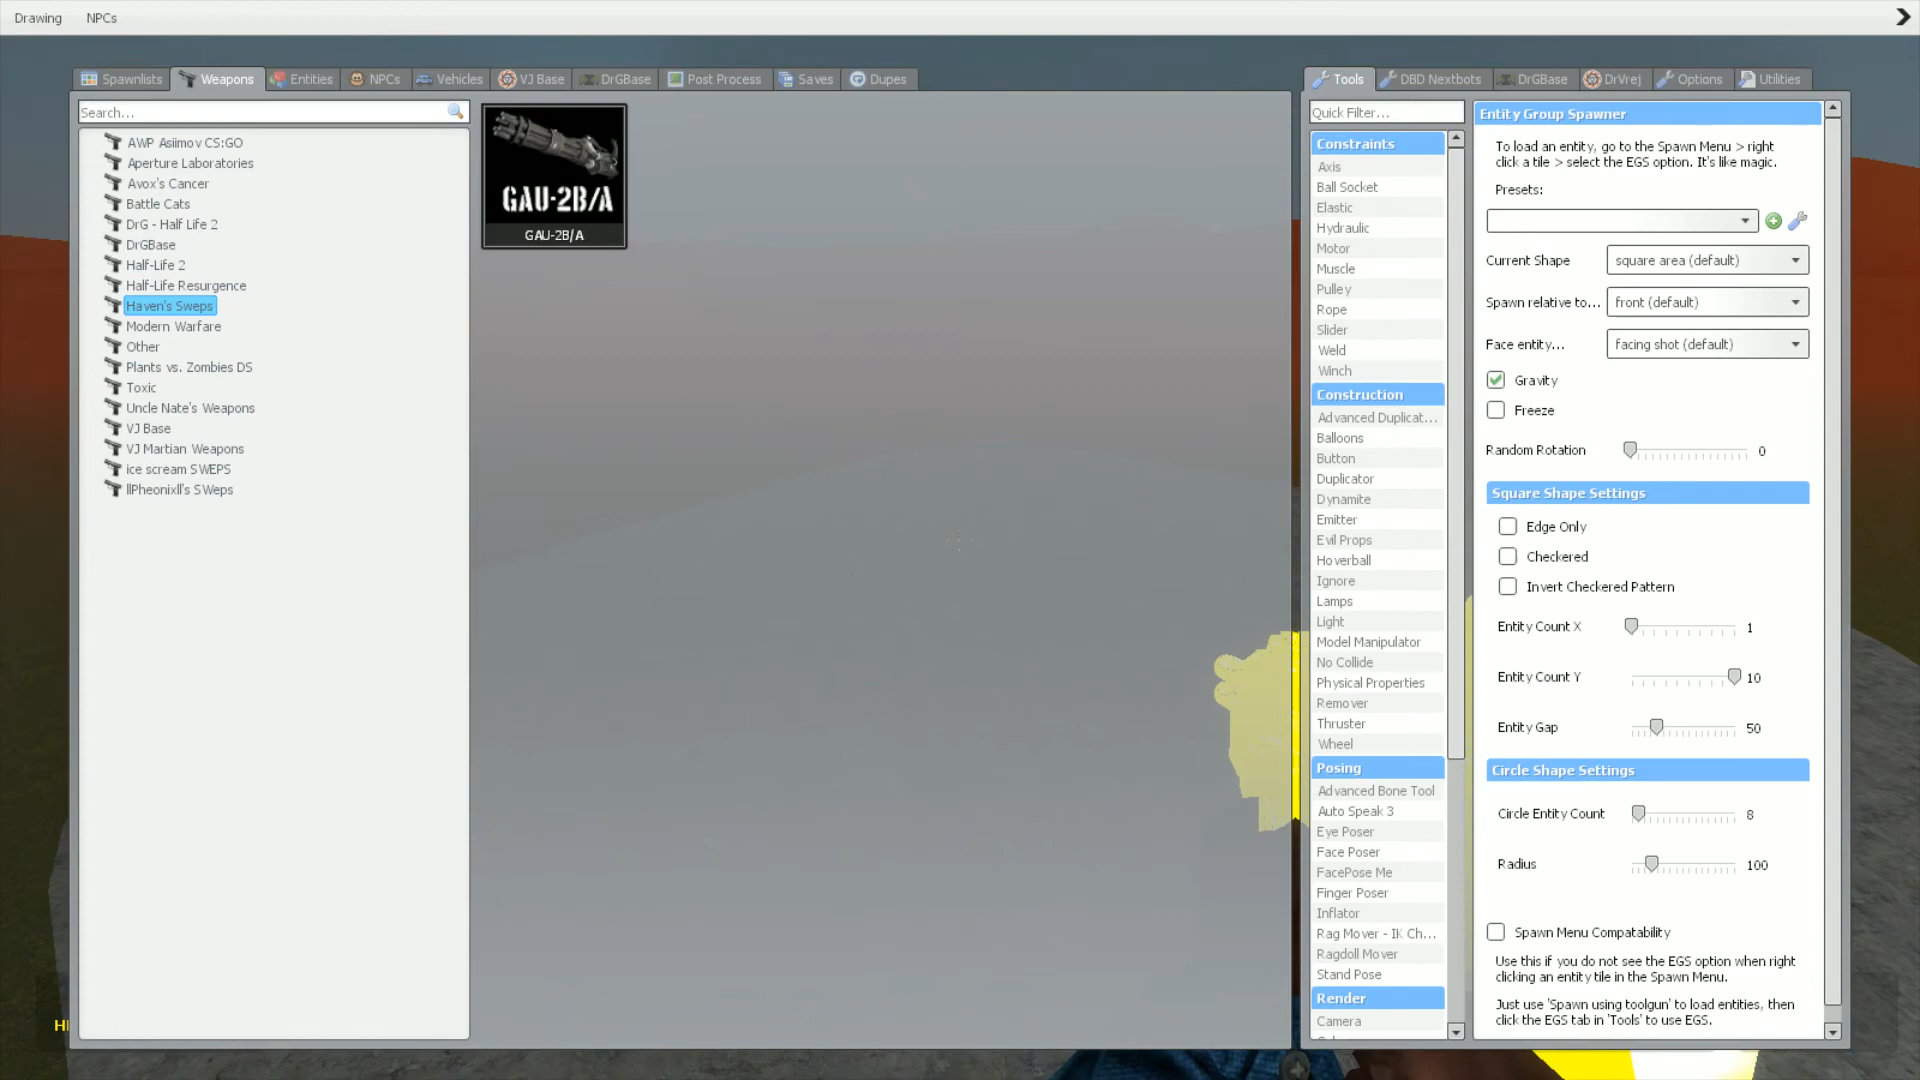 Drawing NPCs
Spawnlists Weapons Entities NPCs Vehicles VJ Base DrGBase Post Process Saves Dupes
Search...
AWP Asiimov CS:GO
Aperture Laboratories
Avox's Cancer
Battle Cats
DrG - Half Life 2
DrGBase
Half-Life 2
Half-Life Resurgence
Haven's Sweps
Modern Warfare
Other
Plants vs. Zombies DS
Toxic
Uncle Nate's Weapons
VJ Base
VJ Martian Weapons
ice scream SWEPS
llPheonixll's SWeps
GAU-2B/A
GAU-2B/A
Tools DBD Nextbots DrGBase DrVrej Options Utilities
Quick Filter...
Constraints
Axis
Ball Socket
Elastic
Hydraulic
Motor
Muscle
Pulley
Rope
Slider
Weld
Winch
Construction
Advanced Duplicat...
Balloons
Button
Duplicator
Dynamite
Emitter
Evil Props
Hoverball
Ignore
Lamps
Light
Model Manipulator
No Collide
Physical Properties
Remover
Thruster
Wheel
Posing
Advanced Bone Tool
Auto Speak 3
Eye Poser
Face Poser
FacePose Me
Finger Poser
Inflator
Rag Mover - IK Ch...
Ragdoll Mover
Stand Pose
Render
Camera
Entity Group Spawner
To load an entity, go to the Spawn Menu > right
click a tile > select the EGS option. It's like magic.
Presets:
Current Shape square area (default)
Spawn relative to... front (default)
Face entity... facing shot (default)
Gravity
Freeze
Random Rotation 0
Square Shape Settings
Edge Only
Checkered
Invert Checkered Pattern
Entity Count X 1
Entity Count Y 10
Entity Gap 50
Circle Shape Settings
Circle Entity Count 8
Radius 100
Spawn Menu Compatability
Use this if you do not see the EGS option when right
clicking an entity tile in the Spawn Menu.
Just use 'Spawn using toolgun' to load entities, then
click the EGS tab in 'Tools' to use EGS.